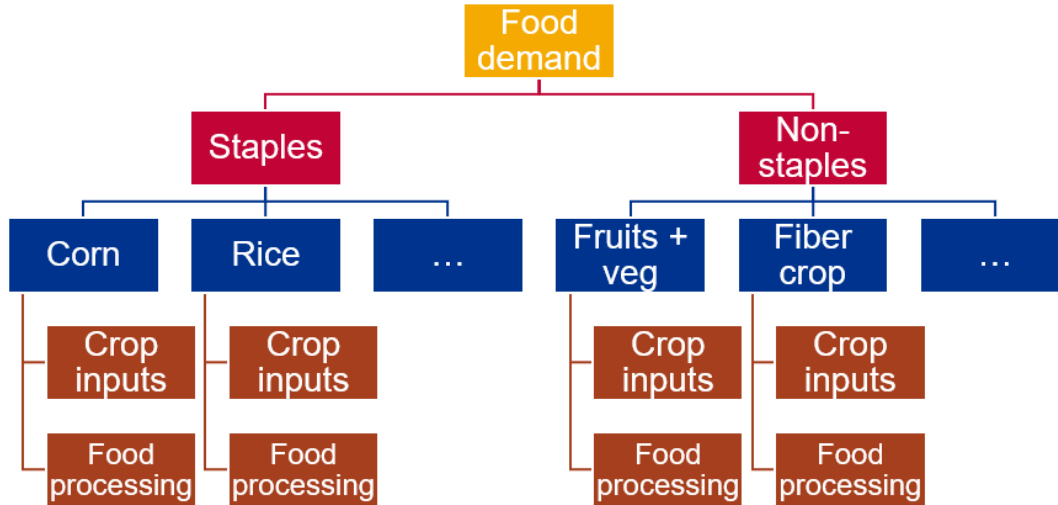 Food
demand
Staples
Non-
staples
Corn
Rice
...
Fruits +
veg
Fiber
crop
...
Crop
inputs
Crop
inputs
Crop
inputs
Crop
inputs
Food
processing
Food
processing
Food
processing
Food
processing